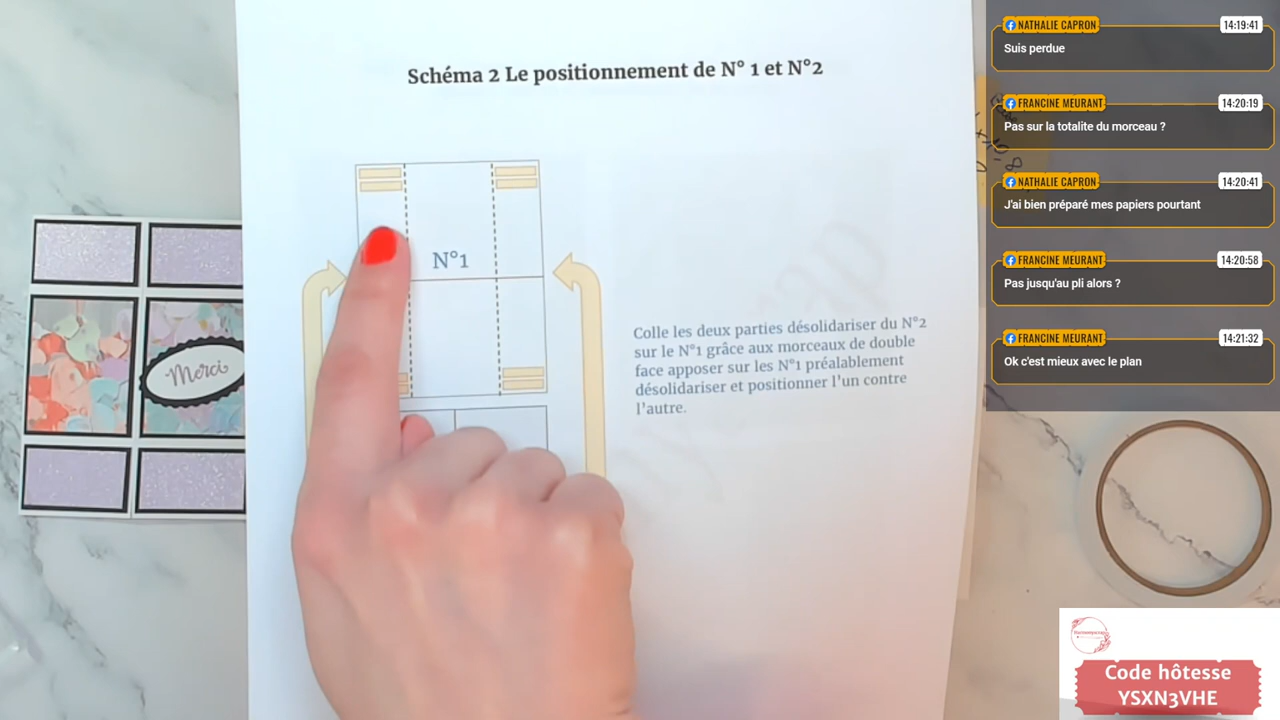 Schéma 2 Le positionnement de N° 1 et N°2
N°1
Colle les deux parties désolidariser du N°2
sur le N°1 grâce aux morceaux de double
face apposer sur les N°1 préalablement
désolidariser et positionner l'un contre
l'autre.
Merci
NATHALIE CAPRON
14:19:41
Suis perdue
FRANCINE MEURANT
14:20:19
Pas sur la totalite du morceau ?
NATHALIE CAPRON
14:20:41
J'ai bien préparé mes papiers pourtant
FRANCINE MEURANT
14:20:58
Pas jusqu'au pli alors ?
FRANCINE MEURANT
14:21:32
Ok c'est mieux avec le plan
Code hôtesse
YSXN3VHE